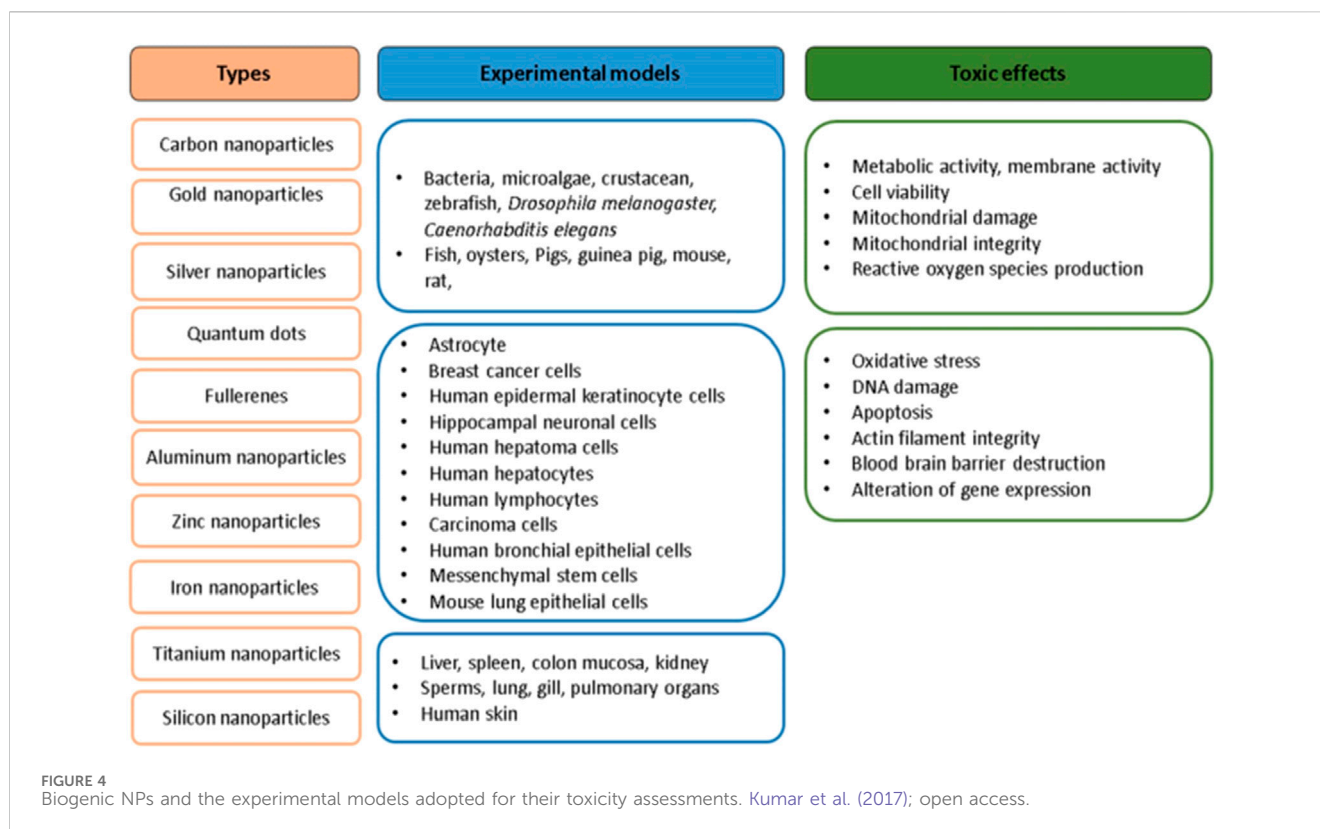 Types
Carbon nanoparticles
Gold nanoparticles
Silver nanoparticles
Quantum dots
Fullerenes
Aluminum nanoparticles
Zinc nanoparticles
Iron nanoparticles
Titanium nanoparticles
Silicon nanoparticles
Experimental models
• Bacteria, microalgae, crustacean,
zebrafish, Drosophila melanogaster,
Caenorhabditis elegans
• Fish, oysters, Pigs, guinea pig, mouse,
rat,
• Astrocyte
• Breast cancer cells
• Human epidermal keratinocyte cells
• Hippocampal neuronal cells
• Human hepatoma cells
• Human hepatocytes
• Human lymphocytes
• Carcinoma cells
• Human bronchial epithelial cells
• Messenchymal stem cells
• Mouse lung epithelial cells
• Liver, spleen, colon mucosa, kidney
• Sperms, lung, gill, pulmonary organs
• Human skin
Toxic effects
• Metabolic activity, membrane activity
• Cell viability
• Mitochondrial damage
• Mitochondrial integrity
• Reactive oxygen species production
• Oxidative stress
• DNA damage
• Apoptosis
• Actin filament integrity
• Blood brain barrier destruction
• Alteration of gene expression
FIGURE 4
Biogenic NPs and the experimental models adopted for their toxicity assessments. Kumar et al. (2017); open access.